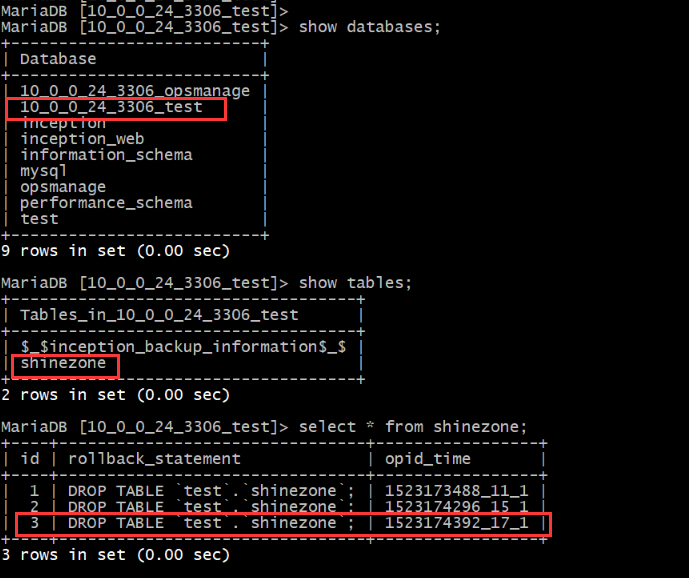 MariaDB [10_0_0_24_3306_test]>
MariaDB [10_0_0_24_3306_test]> show databases;
+---------------------------+
| Database                  |
+---------------------------+
| 10_0_0_24_3306_opsmanage |
| 10_0_0_24_3306_test       |
| inception                 |
| inception_web             |
| information_schema        |
| mysql                     |
| opsmanage                 |
| performance_schema        |
| test                      |
+---------------------------+
9 rows in set (0.00 sec)
MariaDB [10_0_0_24_3306_test]> show tables;
+------------------------------------+
| Tables_in_10_0_0_24_3306_test      |
+------------------------------------+
| $_$inception_backup_information$_$ |
| shinezone                          |
+------------------------------------+
2 rows in set (0.00 sec)
MariaDB [10_0_0_24_3306_test]> select * from shinezone;
+----+--------------------------------+-----------------+
| id | rollback_statement             | opid_time       |
+----+--------------------------------+-----------------+
| 1 | DROP TABLE `test`.`shinezone`; | 1523173488_11_1 |
| 2 | DROP TABLE `test`.`shinezone`; | 1523174296_15_1 |
| 3 | DROP TABLE `test`.`shinezone`; | 1523174392_17_1 |
+----+--------------------------------+-----------------+
3 rows in set (0.00 sec)